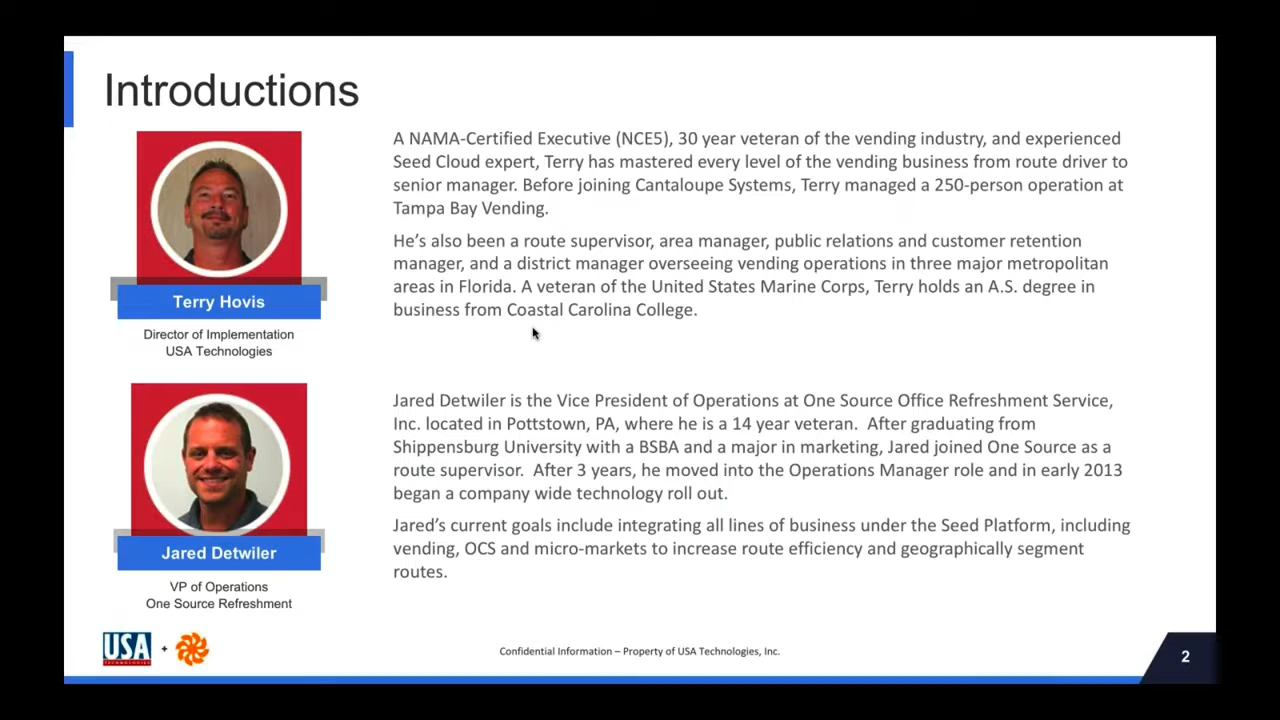 Introductions
A NAMA-Certified Executive (NCE5), 30 year veteran of the vending industry, and experienced
Seed Cloud expert, Terry has mastered every level of the vending business from route driver to
senior manager. Before joining Cantaloupe Systems, Terry managed a 250-person operation at
Tampa Bay Vending.
He's also been a route supervisor, area manager, public relations and customer retention
manager, and a district manager overseeing vending operations in three major metropolitan
areas in Florida. A veteran of the United States Marine Corps, Terry holds an A.S. degree in
business from Coastal Carolina College.
Terry Hovis
Director of Implementation
USA Technologies
Jared Detwiler is the Vice President of Operations at One Source Office Refreshment Service,
Inc. located in Pottstown, PA, where he is a 14 year veteran.  After graduating from
Shippensburg University with a BSBA and a major in marketing, Jared joined One Source as a
route supervisor.  After 3 years, he moved into the Operations Manager role and in early 2013
began a company wide technology roll out.
Jared's current goals include integrating all lines of business under the Seed Platform, including
vending, OCS and micro-markets to increase route efficiency and geographically segment
routes.
Jared Detwiler
VP of Operations
One Source Refreshment
USA
TECHNOLOGIES
+
Confidential Information – Property of USA Technologies, Inc.
2